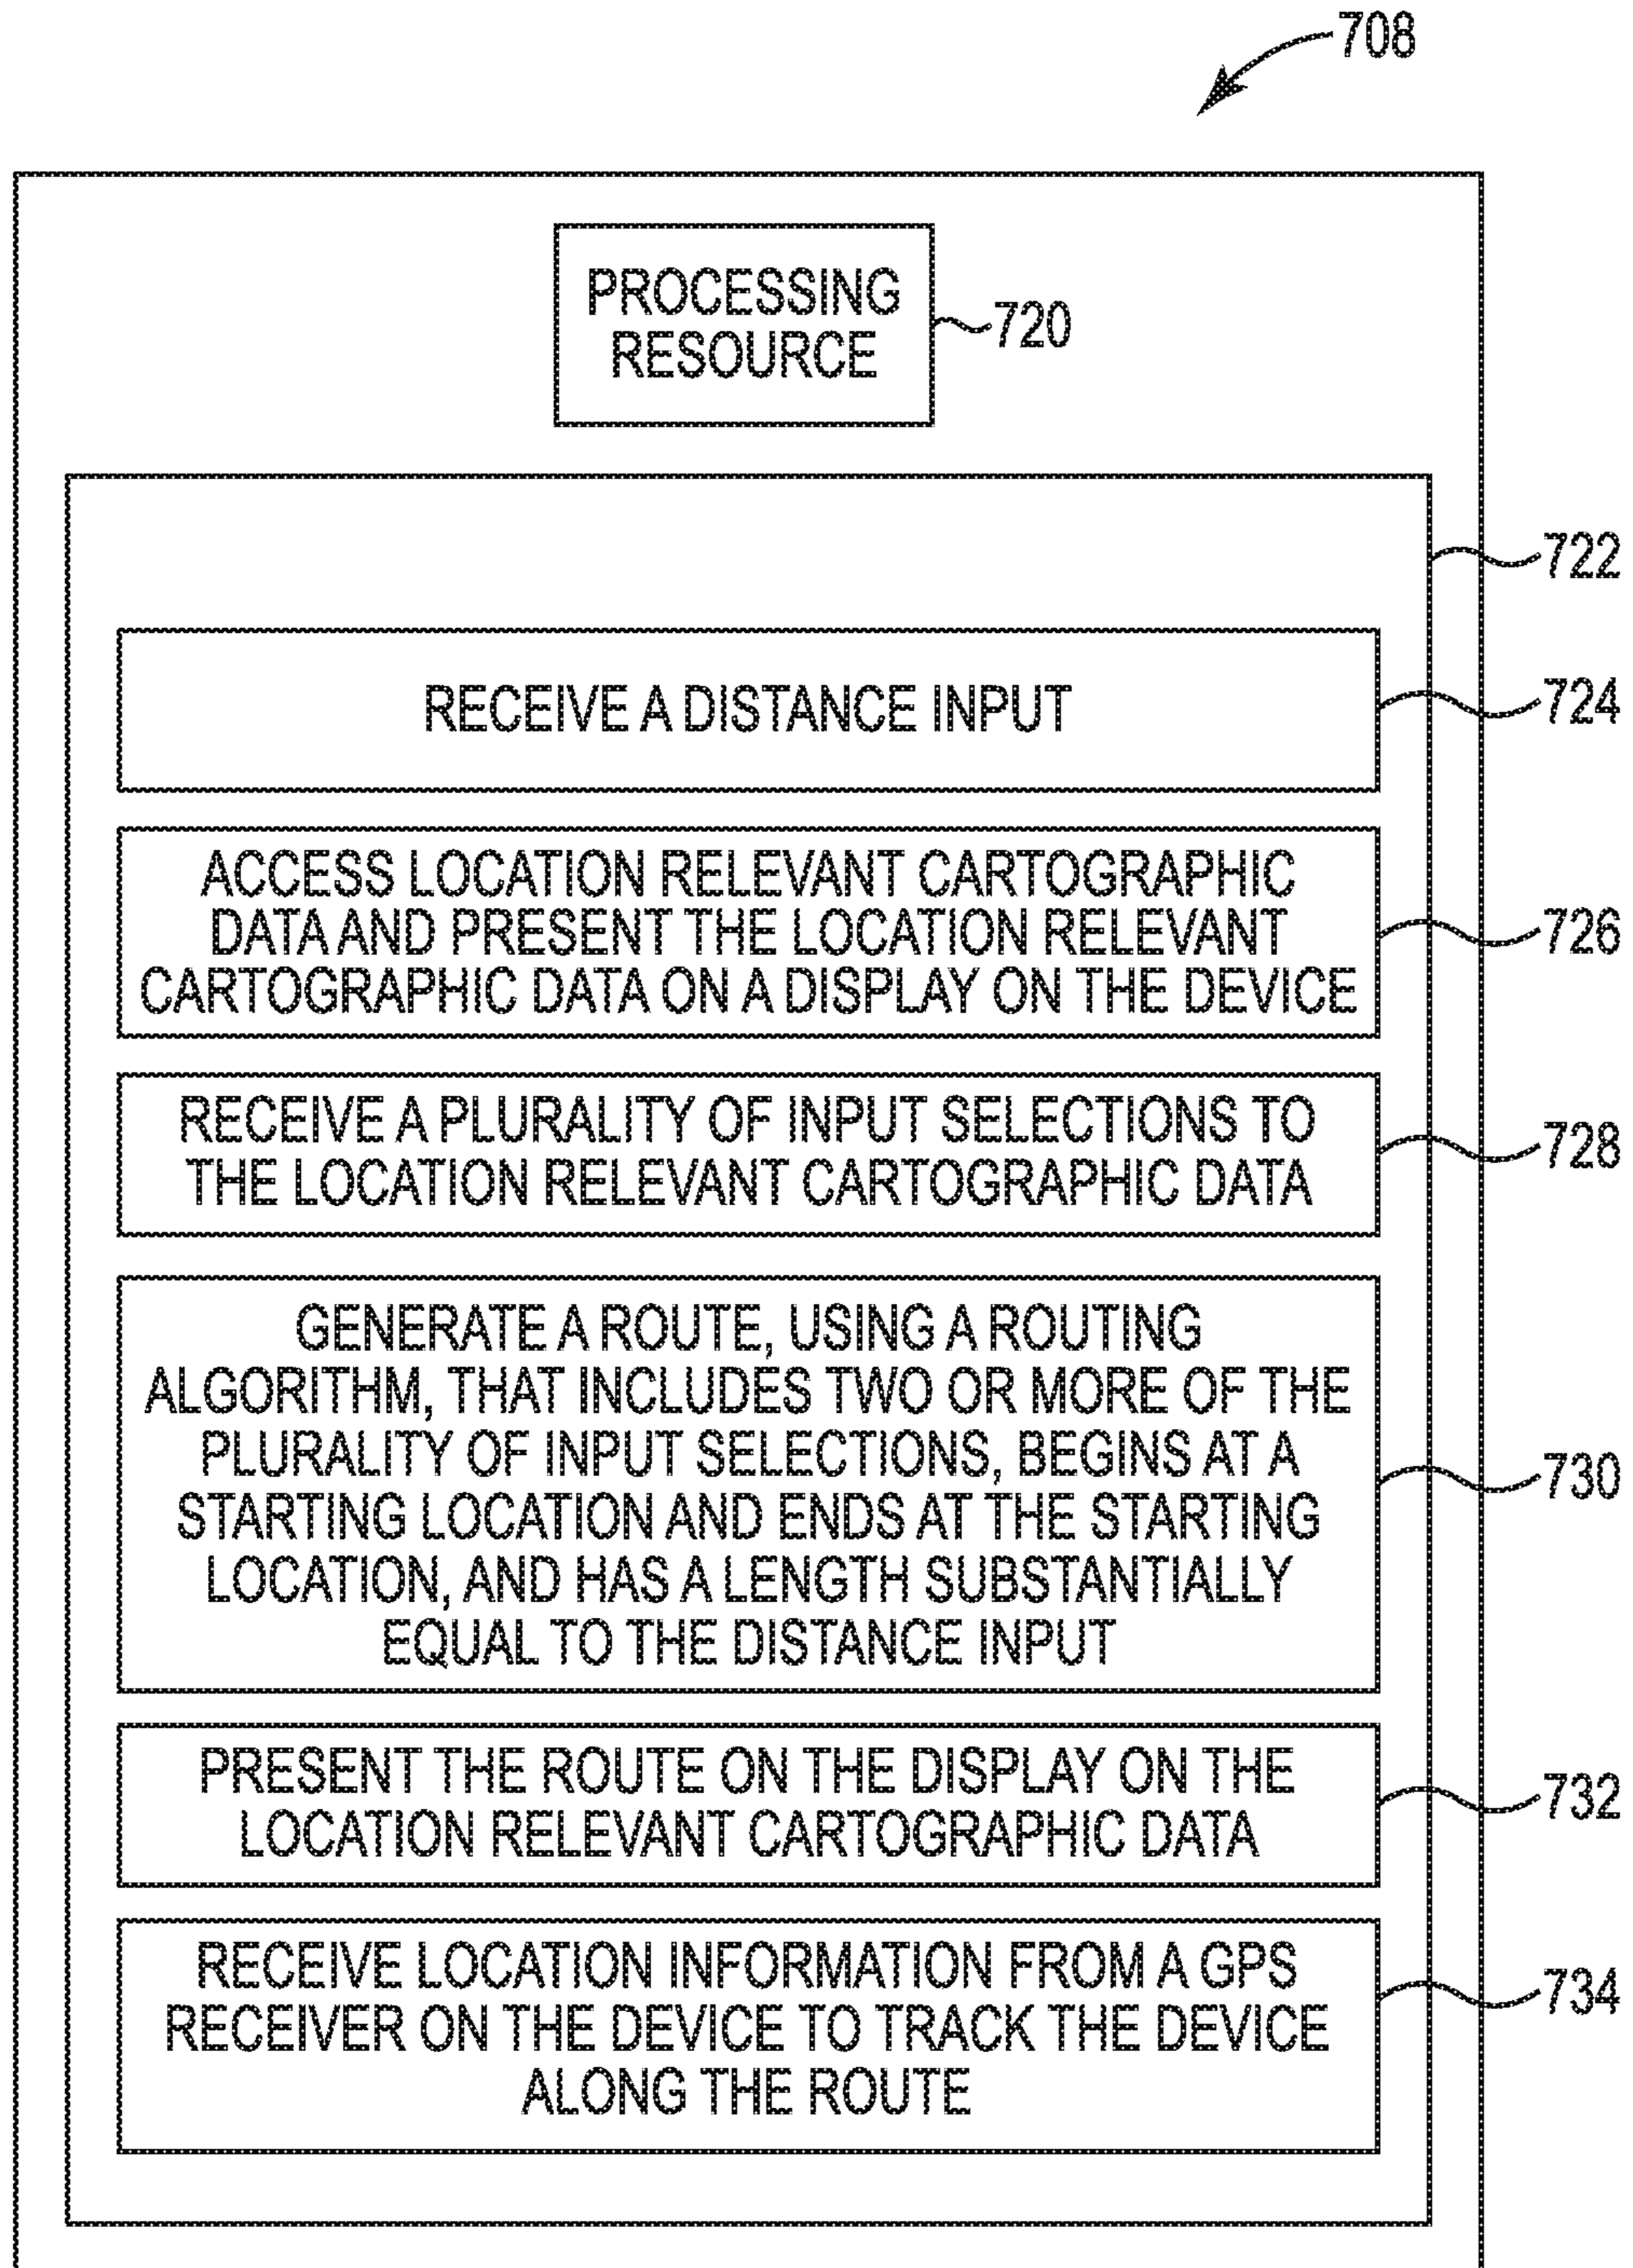 708
PROCESSING
RESOURCE
720
722
RECEIVE A DISTANCE INPUT
724
ACCESS LOCATION RELEVANT CARTOGRAPHIC
DATA AND PRESENT THE LOCATION RELEVANT
CARTOGRAPHIC DATA ON A DISPLAY ON THE DEVICE
726
RECEIVE A PLURALITY OF INPUT SELECTIONS TO
THE LOCATION RELEVANT CARTOGRAPHIC DATA
728
GENERATE A ROUTE, USING A ROUTING
ALGORITHM, THAT INCLUDES TWO OR MORE OF THE
PLURALITY OF INPUT SELECTIONS, BEGINS AT A
STARTING LOCATION AND ENDS AT THE STARTING
LOCATION, AND HAS A LENGTH SUBSTANTIALLY
EQUAL TO THE DISTANCE INPUT
730
PRESENT THE ROUTE ON THE DISPLAY ON THE
LOCATION RELEVANT CARTOGRAPHIC DATA
732
RECEIVE LOCATION INFORMATION FROM A GPS
RECEIVER ON THE DEVICE TO TRACK THE DEVICE
ALONG THE ROUTE
734